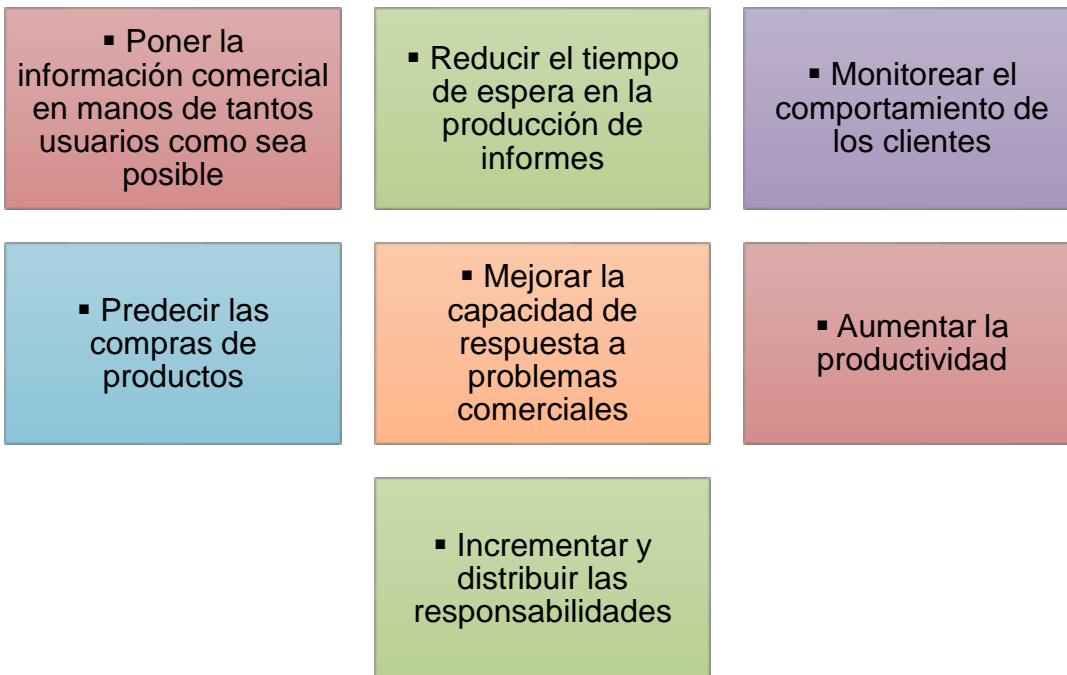 ▪ Poner la
información comercial
en manos de tantos
usuarios como sea
posible
▪ Reducir el tiempo
de espera en la
producción de
informes
▪ Monitorear el
comportamiento de
los clientes
▪ Predecir las
compras de
productos
▪ Mejorar la
capacidad de
respuesta a
problemas
comerciales
▪ Aumentar la
productividad
▪ Incrementar y
distribuir las
responsabilidades